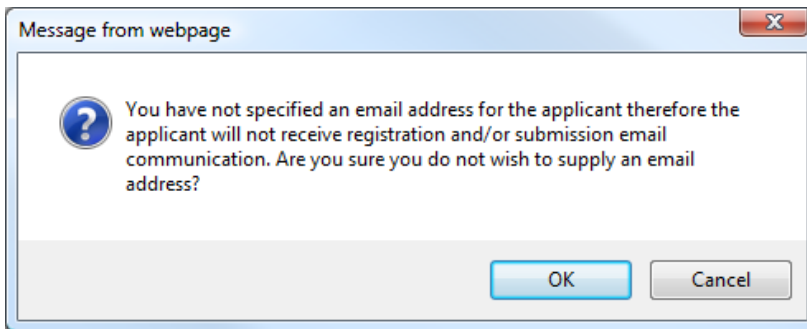 Message from webpage
You have not specified an email address for the applicant therefore the
applicant will not receive registration and/or submission email
communication. Are you sure you do not wish to supply an email
address?
OK
Cancel